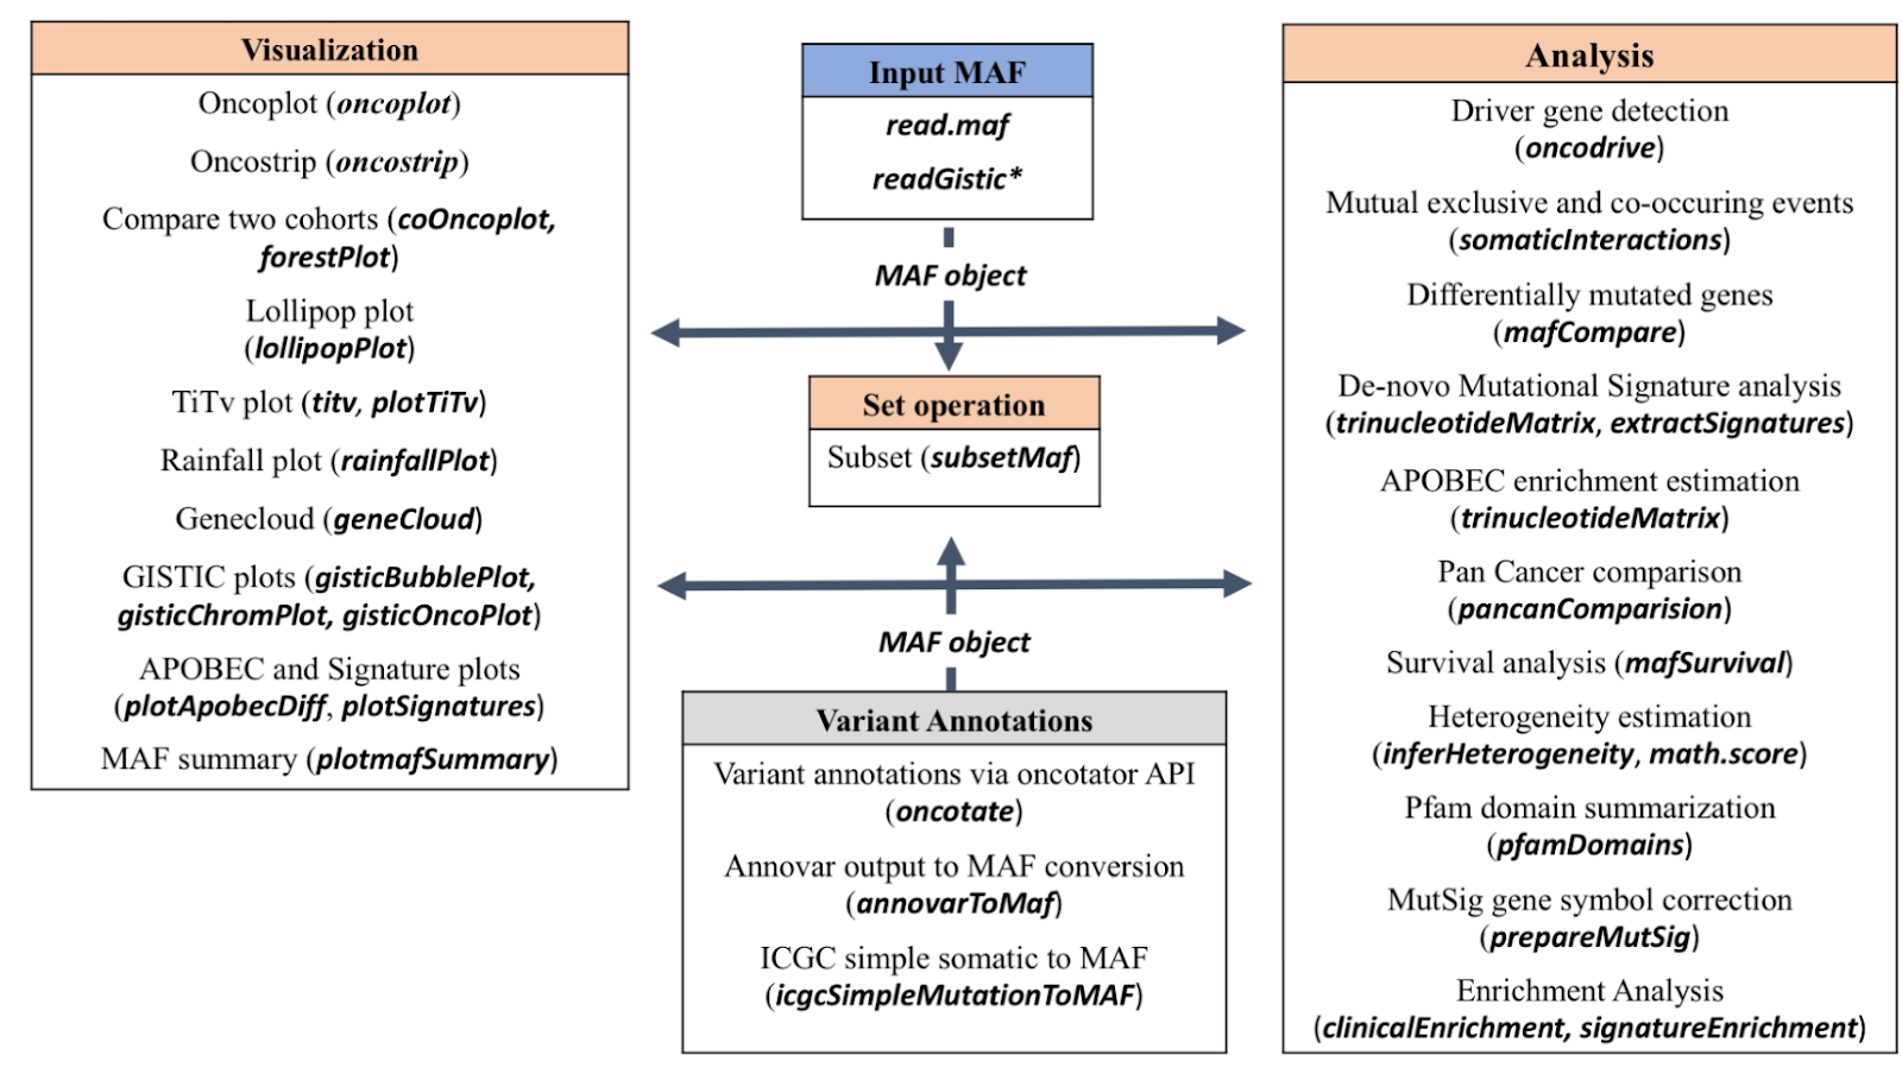 Visualization
Oncoplot (oncoplot)
Oncostrip (oncostrip)
Compare two cohorts (coOncoplot,
forestPlot)
Lollipop plot
(lollipopPlot)
TiTv plot (titv, plotTiTv)
Rainfall plot (rainfallPlot)
Genecloud (geneCloud)
GISTIC plots (gisticBubblePlot,
gisticChromPlot, gisticOncoPlot)
APOBEC and Signature plots
(plotApobecDiff, plotSignatures)
MAF summary (plotmafSummary)
Input MAF
read.maf
readGistic*
MAF object
Set operation
Subset (subsetMaf)
MAF object
Variant Annotations
Variant annotations via oncotator API
(oncotate)
Annovar output to MAF conversion
(annovarToMaf)
ICGC simple somatic to MAF
(icgcSimpleMutationToMAF)
Analysis
Driver gene detection
(oncodrive)
Mutual exclusive and co-occuring events
(somaticInteractions)
Differentially mutated genes
(mafCompare)
De-novo Mutational Signature analysis
(trinucleotideMatrix, extractSignatures)
APOBEC enrichment estimation
(trinucleotideMatrix)
Pan Cancer comparison
(pancanComparision)
Survival analysis (mafSurvival)
Heterogeneity estimation
(inferHeterogeneity, math.score)
Pfam domain summarization
(pfamDomains)
MutSig gene symbol correction
(prepareMutSig)
Enrichment Analysis
(clinicalEnrichment, signatureEnrichment)